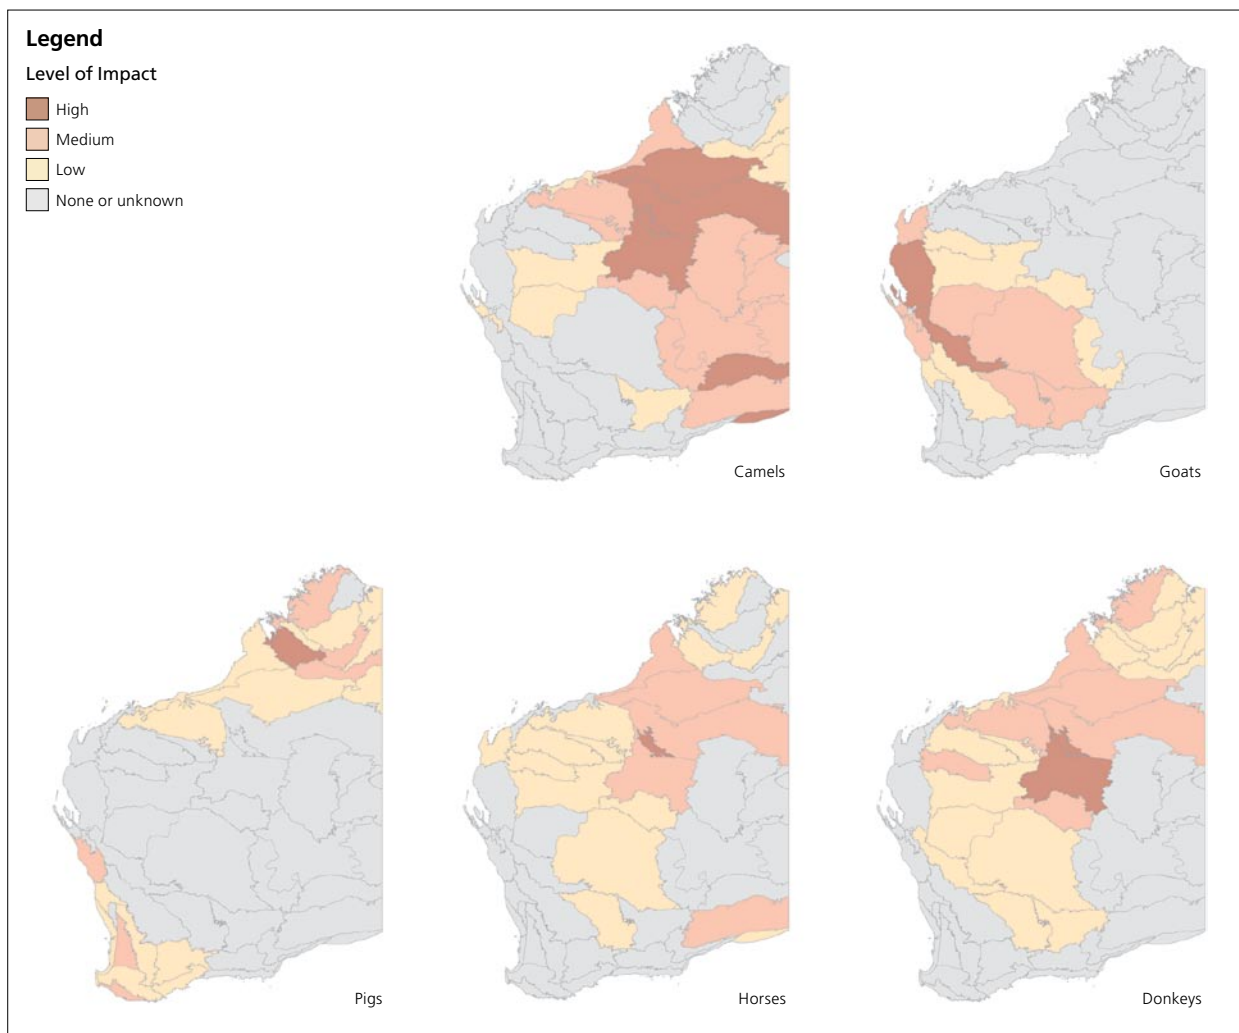 Legend
Level of Impact
High
Medium
Low
None or unknown
Camels
Goats
Pigs
Horses
Donkeys